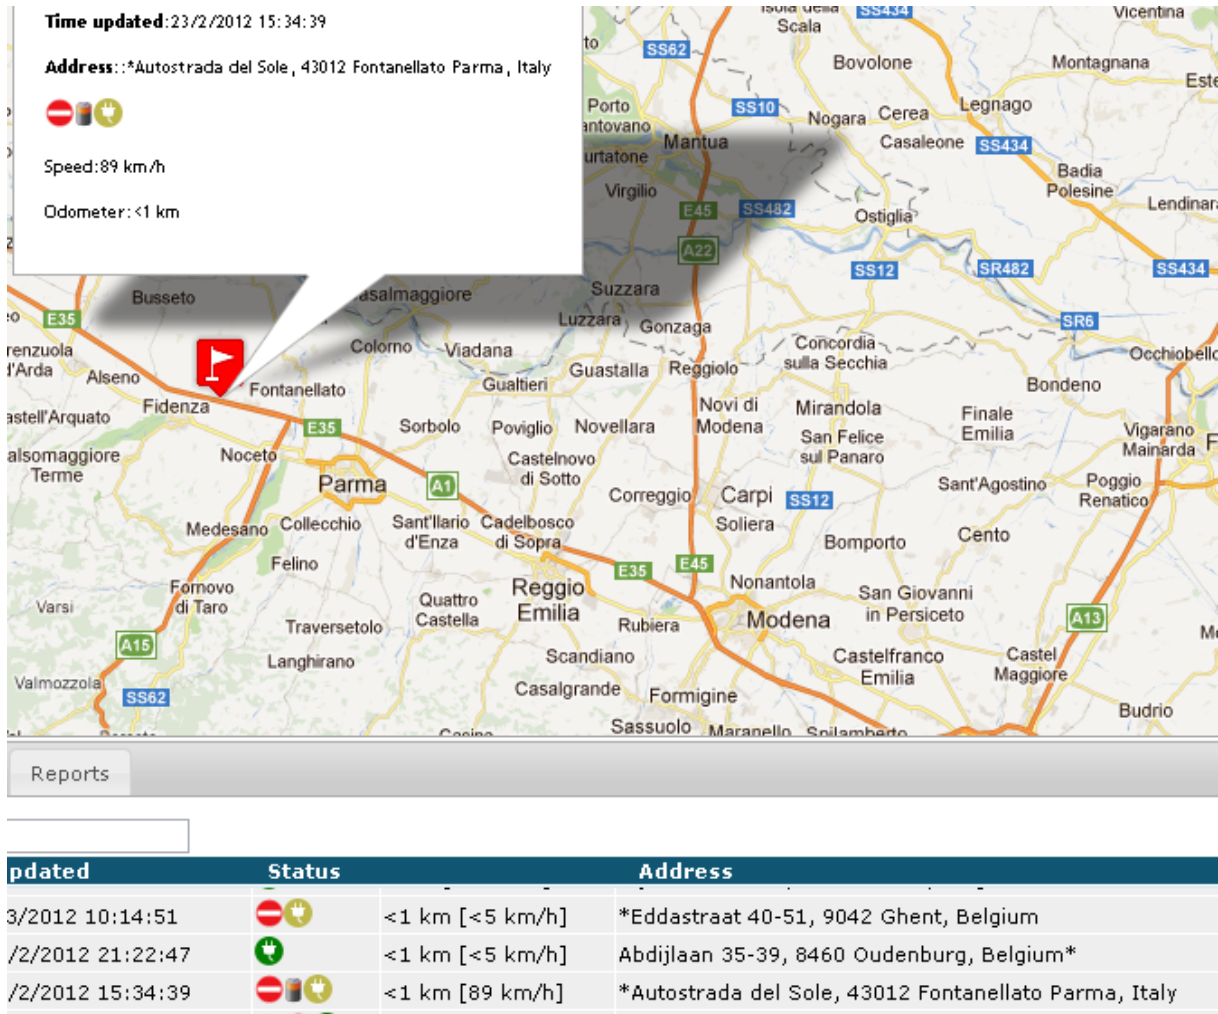 Time updated:23/2/2012 15:34:39
Address::*Autostrada del Sole, 43012 Fontanellato Parma, Italy
Speed:89 km/h
Odometer:<1 km
Scala
SS434
Vicentina
to
SS62
Bovolone
Montagnana
Este
Porto
SS10
Nogara
Cerea
Legnago
Mantua
Casaleone
SS434
Badia
Polesine
Virgilio
E45
SS482
Ostiglia
Lendinara
A22
SS12
SR482
SS434
Busseto
Suzzara
E35
Luzzara
Gonzaga
SR6
Colorno
Viadana
Concordia
sulla Secchia
Alseno
Fontanellato
Gualtieri
Guastalla
Reggiolo
Bondeno
Fidenza
E35
Sorbolo
Poviglio
Novellara
Novi di
Modena
Mirandola
Finale
Emilia
San Felice
sul Panaro
Vigarano
Mainarda
Noceto
Terme
Parma
A1
Castelnovo
di Sotto
Correggio
Carpi
SS12
Sant'Agostino
Poggio
Renatico
Medesano
Collecchio
Sant'Ilario
d'Enza
Cadelbosco
di Sopra
Soliera
Bomporto
Cento
Felino
E35
E45
Fornovo
di Taro
Varsi
Quattro
Castella
Reggio
Emilia
Nonantola
San Giovanni
in Persiceto
A15
Traversetolo
Rubiera
Modena
A13
Langhirano
Scandiano
Castelfranco
Emilia
Castel
Maggiore
Valmozzola
SS62
Casalgrande
Formigine
Budrio
Sassuolo
Maranello
Spilamberto
Reports
pdated Status Address
3/2012 10:14:51 <1 km [<5 km/h] *Eddastraat 40-51, 9042 Ghent, Belgium
/2/2012 21:22:47 <1 km [<5 km/h] Abdijlaan 35-39, 8460 Oudenburg, Belgium*
/2/2012 15:34:39 <1 km [89 km/h] *Autostrada del Sole, 43012 Fontanellato Parma, Italy